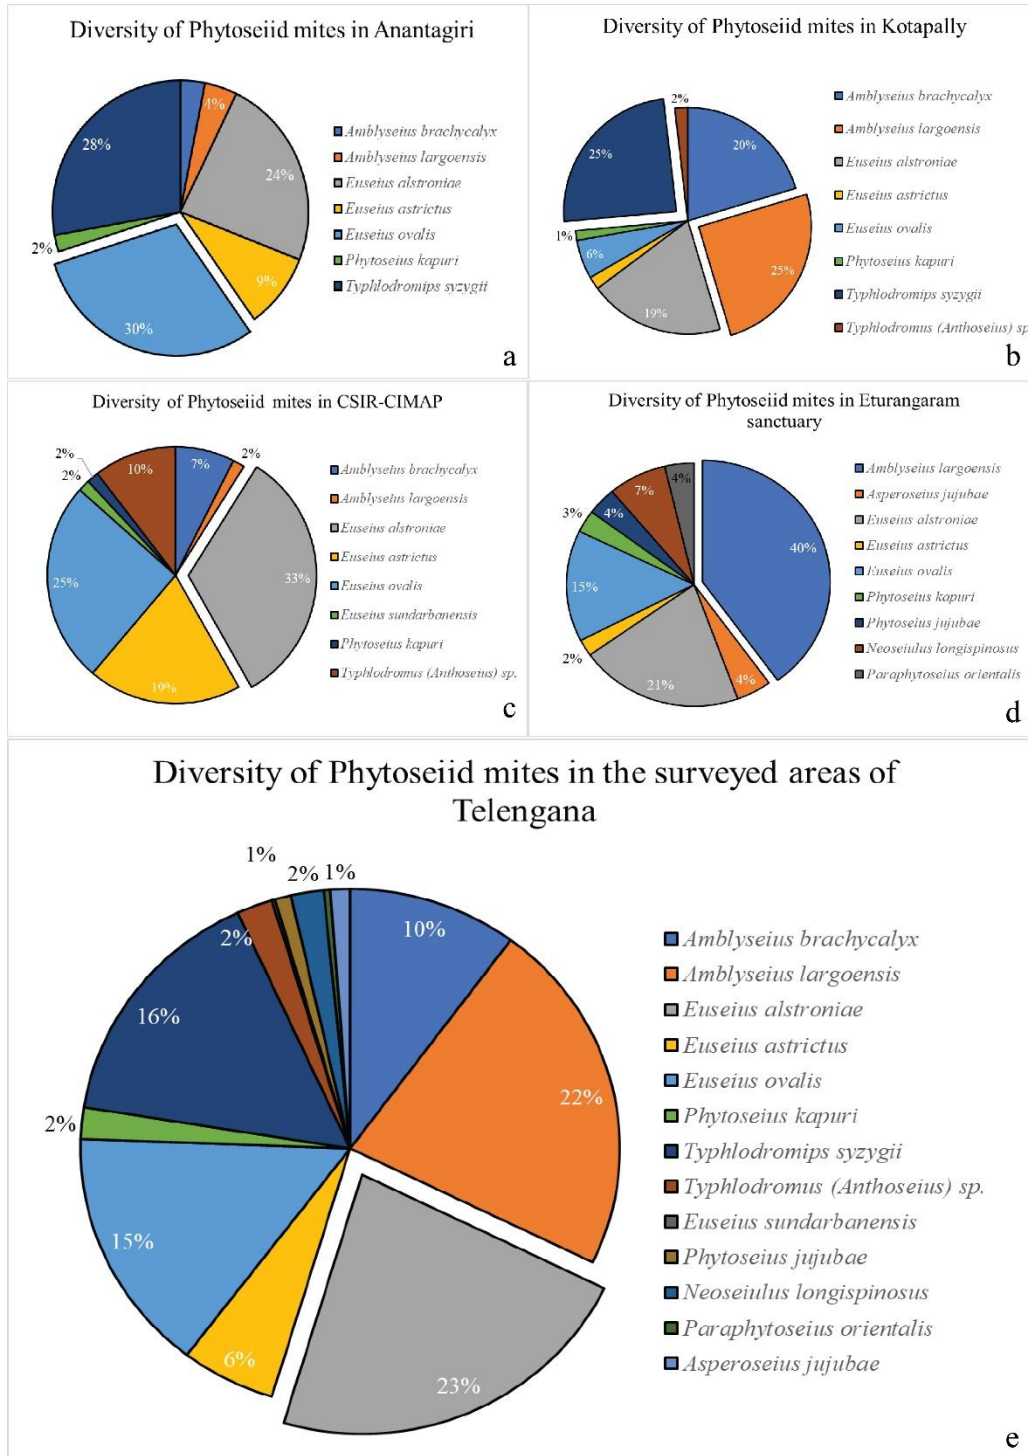 Diversity of Phytoseiid mites in Anantagiri
4%
24%
9%
30%
2%
28%
Amblyseius brachycalyx
Amblyseius largoensis
Euseius alstroniae
Euseius astrictus
Euseius ovalis
Phytoseius kapuri
Typhlodromips syzygii
a
Diversity of Phytoseiid mites in Kotapally
2%
20%
25%
19%
6%
1%
25%
Amblyseius brachycalyx
Amblyseius largoensis
Euseius alstroniae
Euseius astrictus
Euseius ovalis
Phytoseius kapuri
Typhlodromips syzygii
Typhlodromus (Anthoseius) sp
b
Diversity of Phytoseiid mites in CSIR-CIMAP
7%
2%
33%
19%
25%
2%
2%
10%
Amblyseius brachycalyx
Amblyseius largoensis
Euseius alstroniae
Euseius astrictus
Euseius ovalis
Euseius sundarbanensis
Phytoseius kapuri
Typhlodromus (Anthoseius) sp.
c
Diversity of Phytoseiid mites in Eturangaram
sanctuary
40%
4%
21%
2%
15%
3%
4%
7%
4%
Amblyseius largoensis
Asperoseius jujubae
Euseius alstroniae
Euseius astrictus
Euseius ovalis
Phytoseius kapuri
Phytoseius jujubae
Neoseiulus longispinosus
Paraphytoseius orientalis
d
Diversity of Phytoseiid mites in the surveyed areas of
Telengana
10%
22%
23%
6%
15%
2%
16%
2%
1%
2%
1%
Amblyseius brachycalyx
Amblyseius largoensis
Euseius alstroniae
Euseius astrictus
Euseius ovalis
Phytoseius kapuri
Typhlodromips syzygii
Typhlodromus (Anthoseius) sp.
Euseius sundarbanensis
Phytoseius jujubae
Neoseiulus longispinosus
Paraphytoseius orientalis
Asperoseius jujubae
e